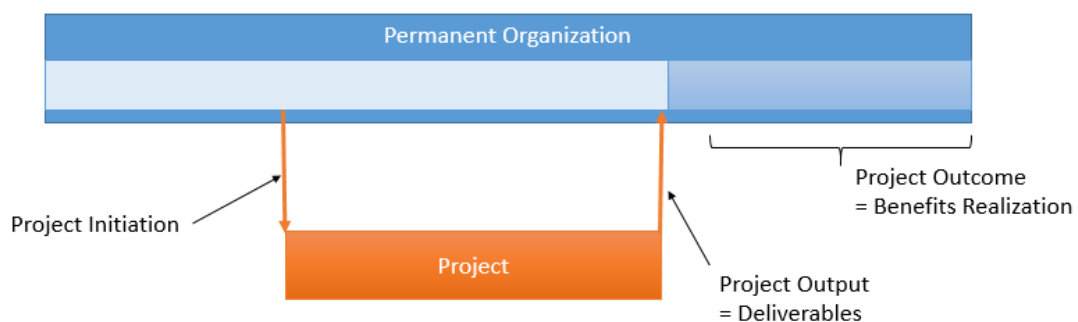 Permanent Organization
Project Initiation
Project
Project Output
= Deliverables
Project Outcome
= Benefits Realization